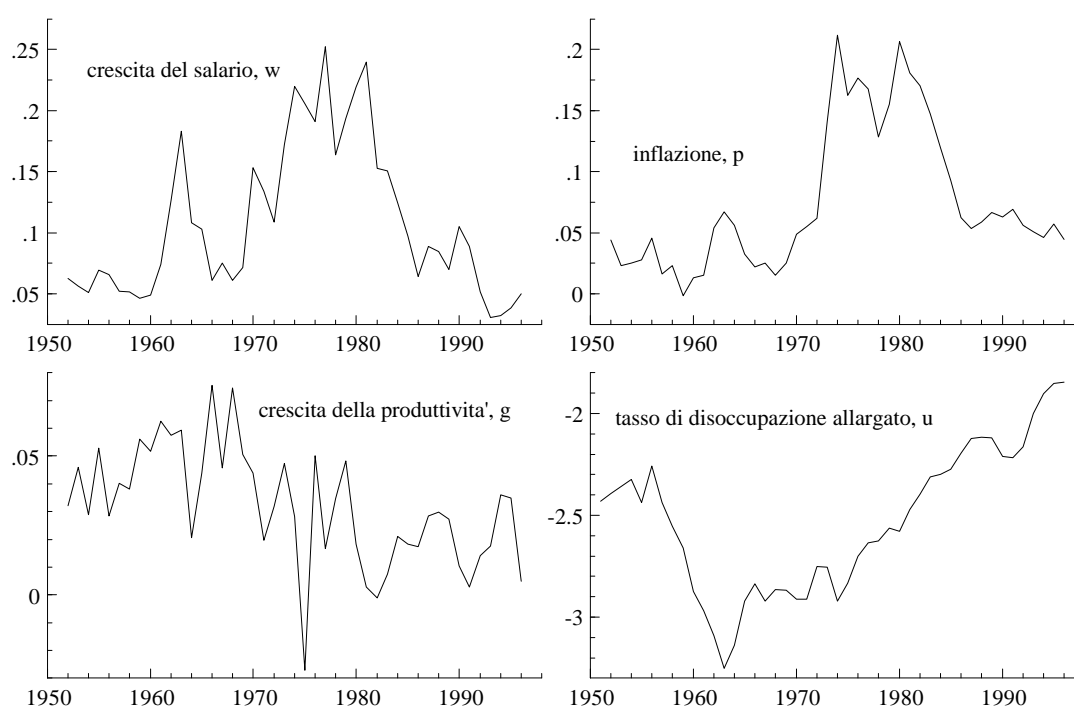 .25
.2
.15
.1
.05
crescita del salario, w
1950 1960 1970 1980 1990
.2
.15
.1
.05
0
inflazione, p
1950 1960 1970 1980 1990
.05
0
crescita della produttivita', g
1950 1960 1970 1980 1990
-2
-2.5
-3
tasso di disoccupazione allargato, u
1950 1960 1970 1980 1990